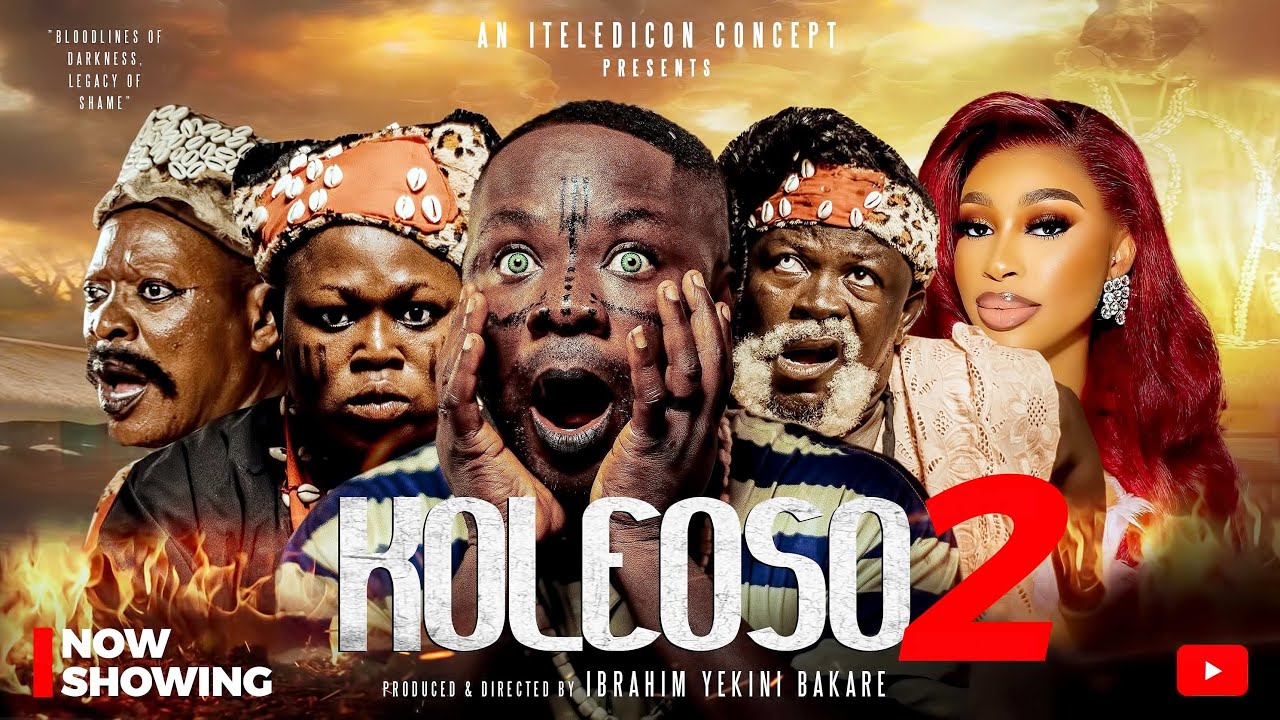 "BLOODLINES OF
DARKNESS,
LEGACY OF
SHAME"
AN ITELEDICON CONCEPT
PRESENTS
KOLEOSO 2
PRODUCED & DIRECTED BY IBRAHIM YEKINI BAKARE
NOW
SHOWING